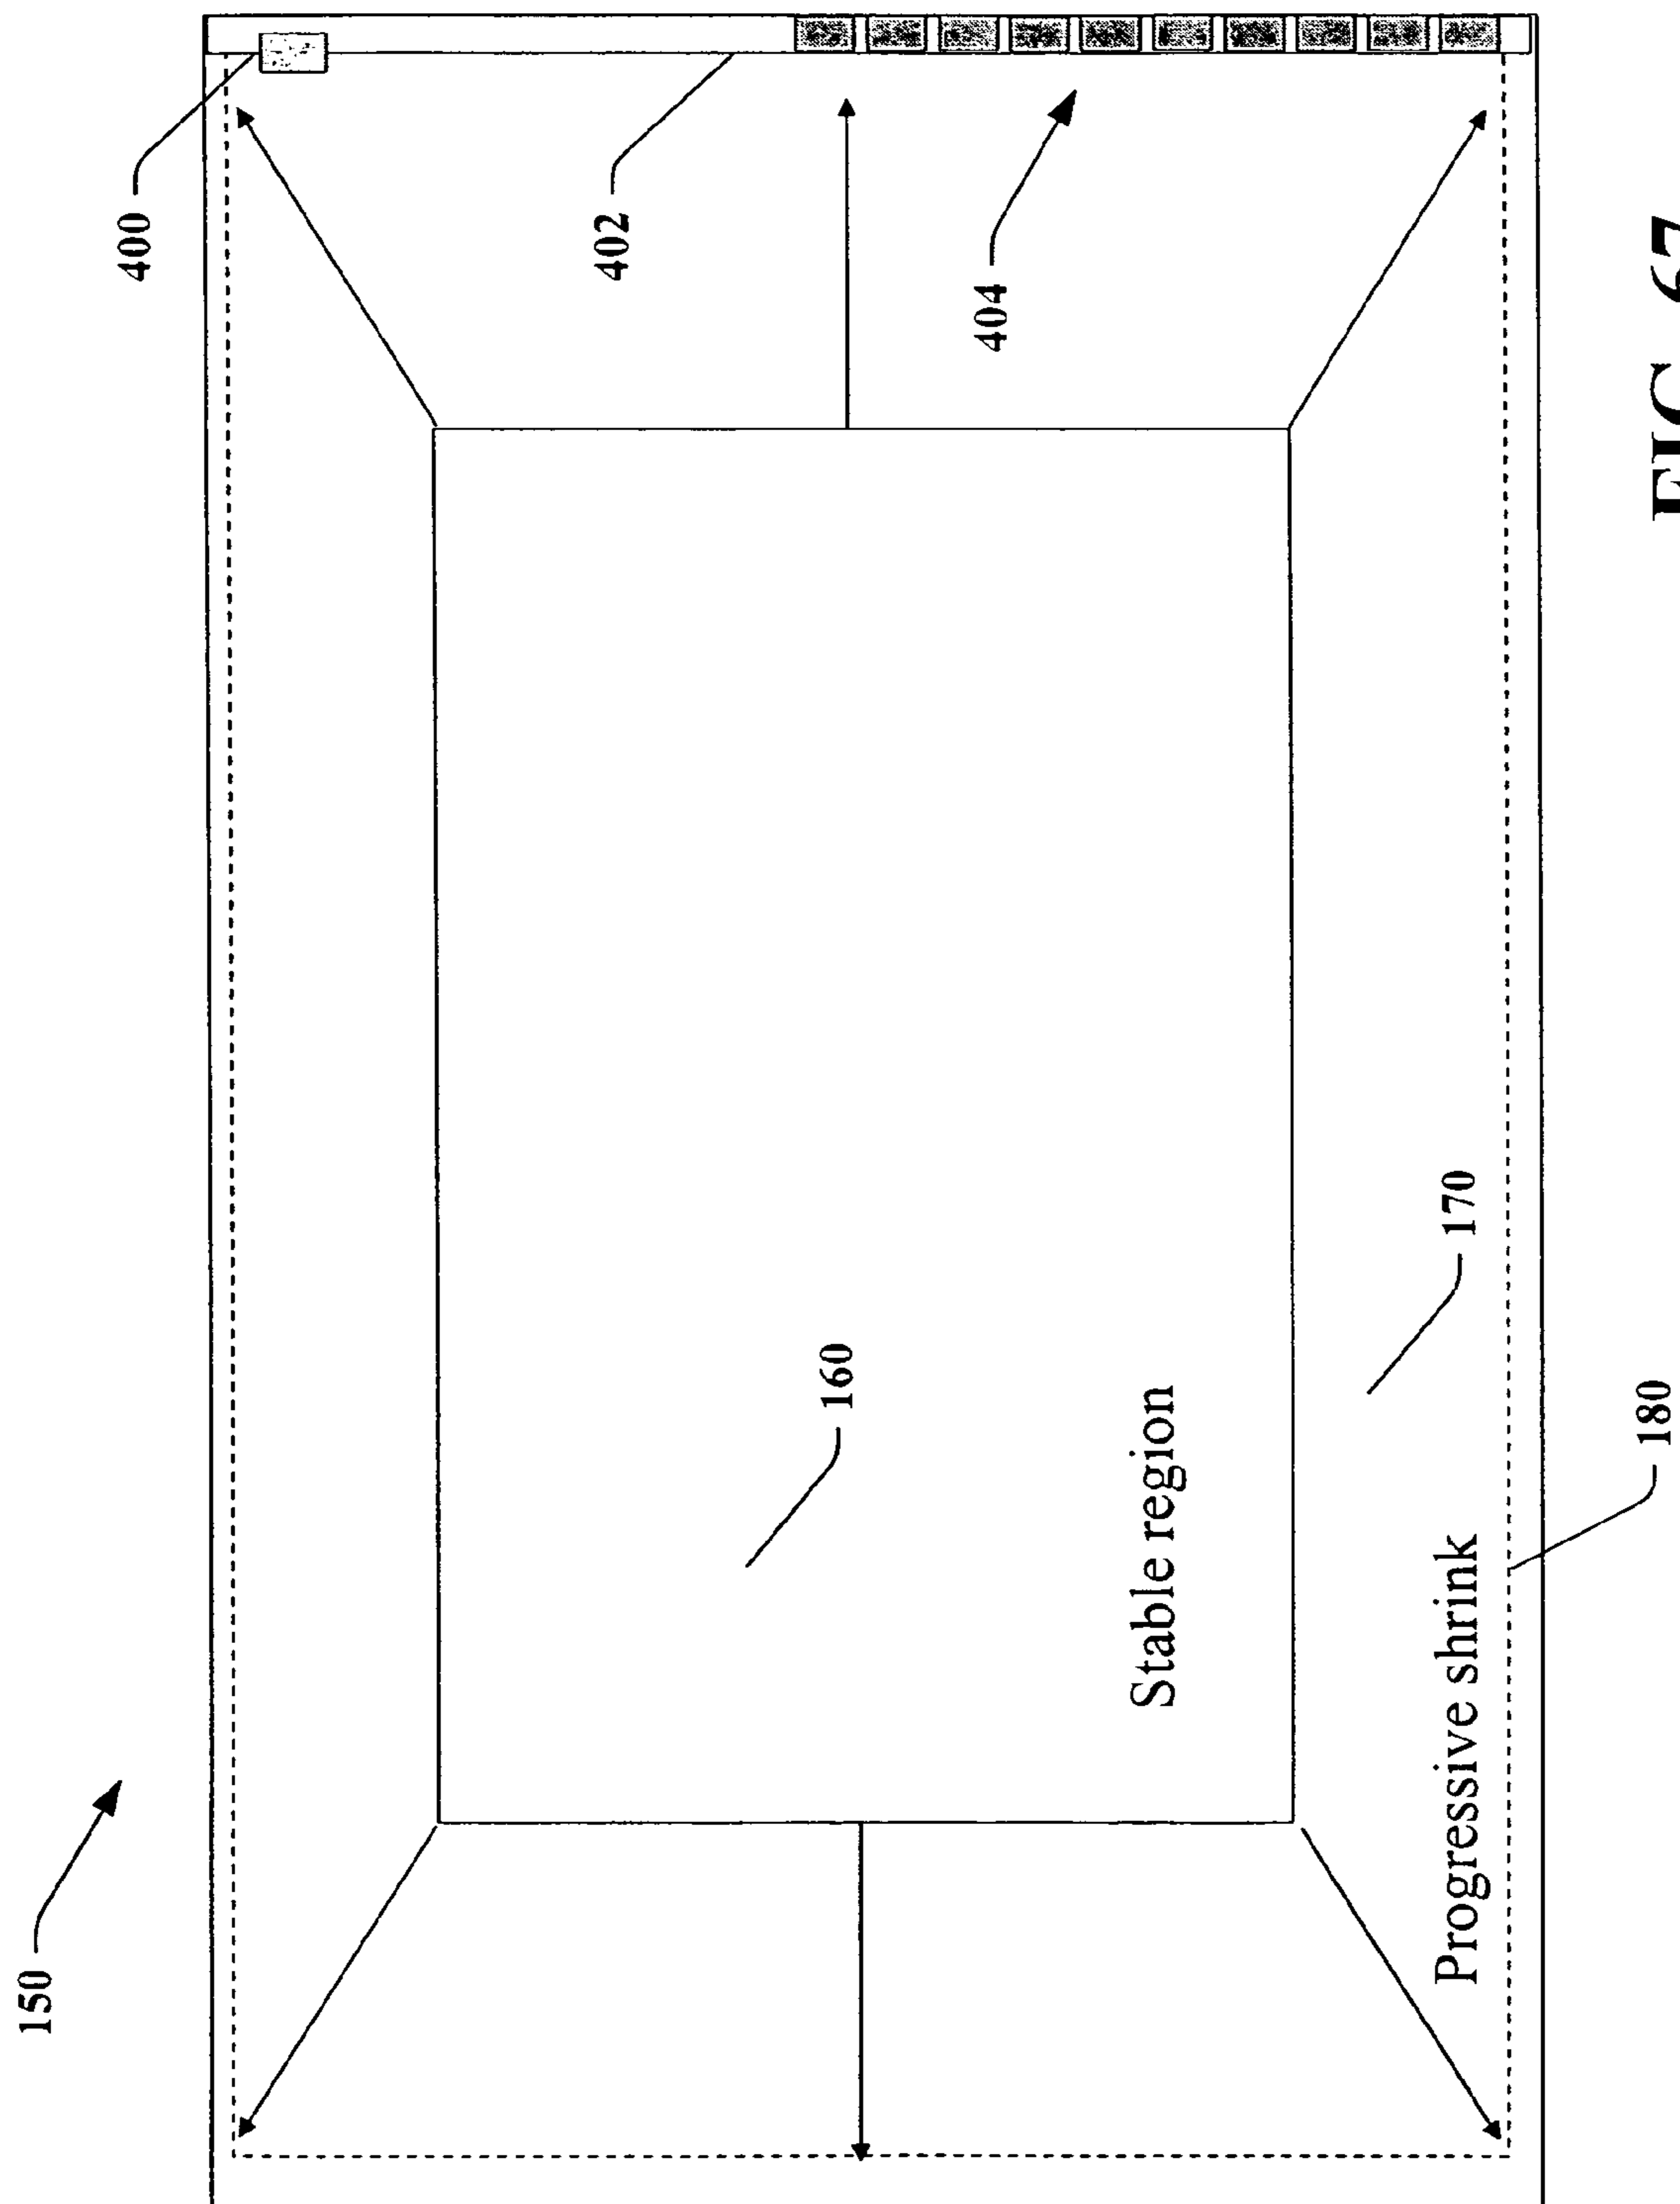 150
400
402
160
404
Stable region
Progressive shrink
170
180
FIG. 67